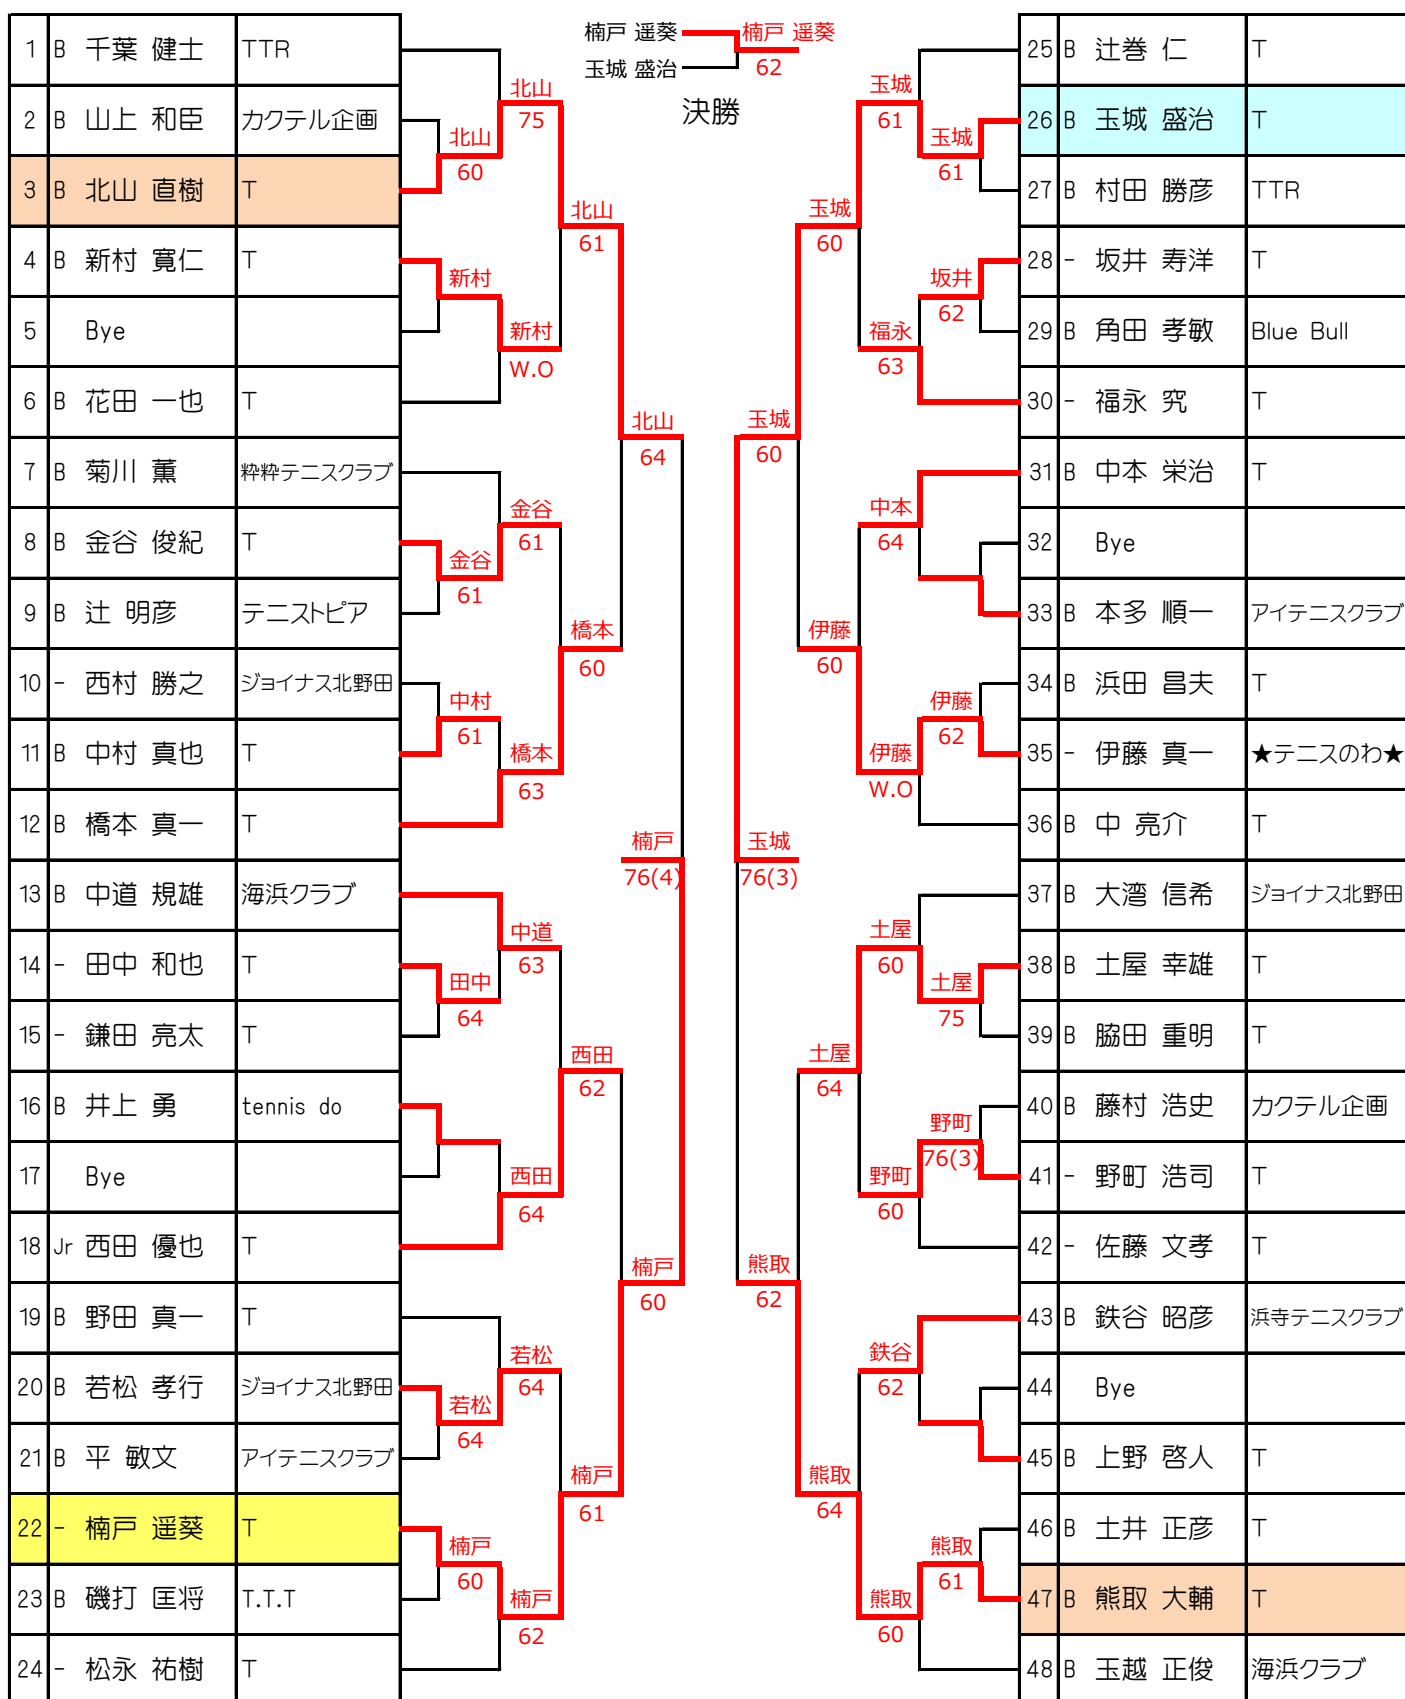 楠戸 遥葵 楠戸 遥葵
玉城 盛治 62
決勝
1 B 千葉 健士 TTR
2 B 山上 和臣 カクテル企画
3 B 北山 直樹 T
4 B 新村 寛仁 T
5 Bye
6 B 花田 一也 T
7 B 菊川 薫 粋粋テニスクラブ
8 B 金谷 俊紀 T
9 B 辻 明彦 テニストピア
10 - 西村 勝之 ジョイナス北野田
11 B 中村 真也 T
12 B 橋本 真一 T
13 B 中道 規雄 海浜クラブ
14 - 田中 和也 T
15 - 鎌田 亮太 T
16 B 井上 勇 tennis do
17 Bye
18 Jr 西田 優也 T
19 B 野田 真一 T
20 B 若松 孝行 ジョイナス北野田
21 B 平 敏文 アイテニスクラブ
22 - 楠戸 遥葵 T
23 B 磯打 匡将 T.T.T
24 - 松永 祐樹 T
北山
60
新村
金谷
61
中村
61
田中
64
若松
64
楠戸
60
北山
75
新村
W.O
金谷
61
橋本
63
中道
63
西田
64
若松
64
楠戸
62
北山
61
橋本
60
西田
62
楠戸
61
北山
64
楠戸
60
楠戸
76(4)
玉城
76(3)
玉城
60
熊取
62
玉城
60
伊藤
60
土屋
64
熊取
64
玉城
61
福永
63
中本
64
伊藤
W.O
土屋
60
野町
60
鉄谷
62
熊取
60
玉城
61
坂井
62
伊藤
62
土屋
75
野町
76(3)
熊取
61
25 B 辻巻 仁 T
26 B 玉城 盛治 T
27 B 村田 勝彦 TTR
28 - 坂井 寿洋 T
29 B 角田 孝敏 Blue Bull
30 - 福永 究 T
31 B 中本 栄治 T
32 Bye
33 B 本多 順一 アイテニスクラブ
34 B 浜田 昌夫 T
35 - 伊藤 真一 ★テニスのわ★
36 B 中 亮介 T
37 B 大湾 信希 ジョイナス北野田
38 B 土屋 幸雄 T
39 B 脇田 重明 T
40 B 藤村 浩史 カクテル企画
41 - 野町 浩司 T
42 - 佐藤 文孝 T
43 B 鉄谷 昭彦 浜寺テニスクラブ
44 Bye
45 B 上野 啓人 T
46 B 土井 正彦 T
47 B 熊取 大輔 T
48 B 玉越 正俊 海浜クラブ